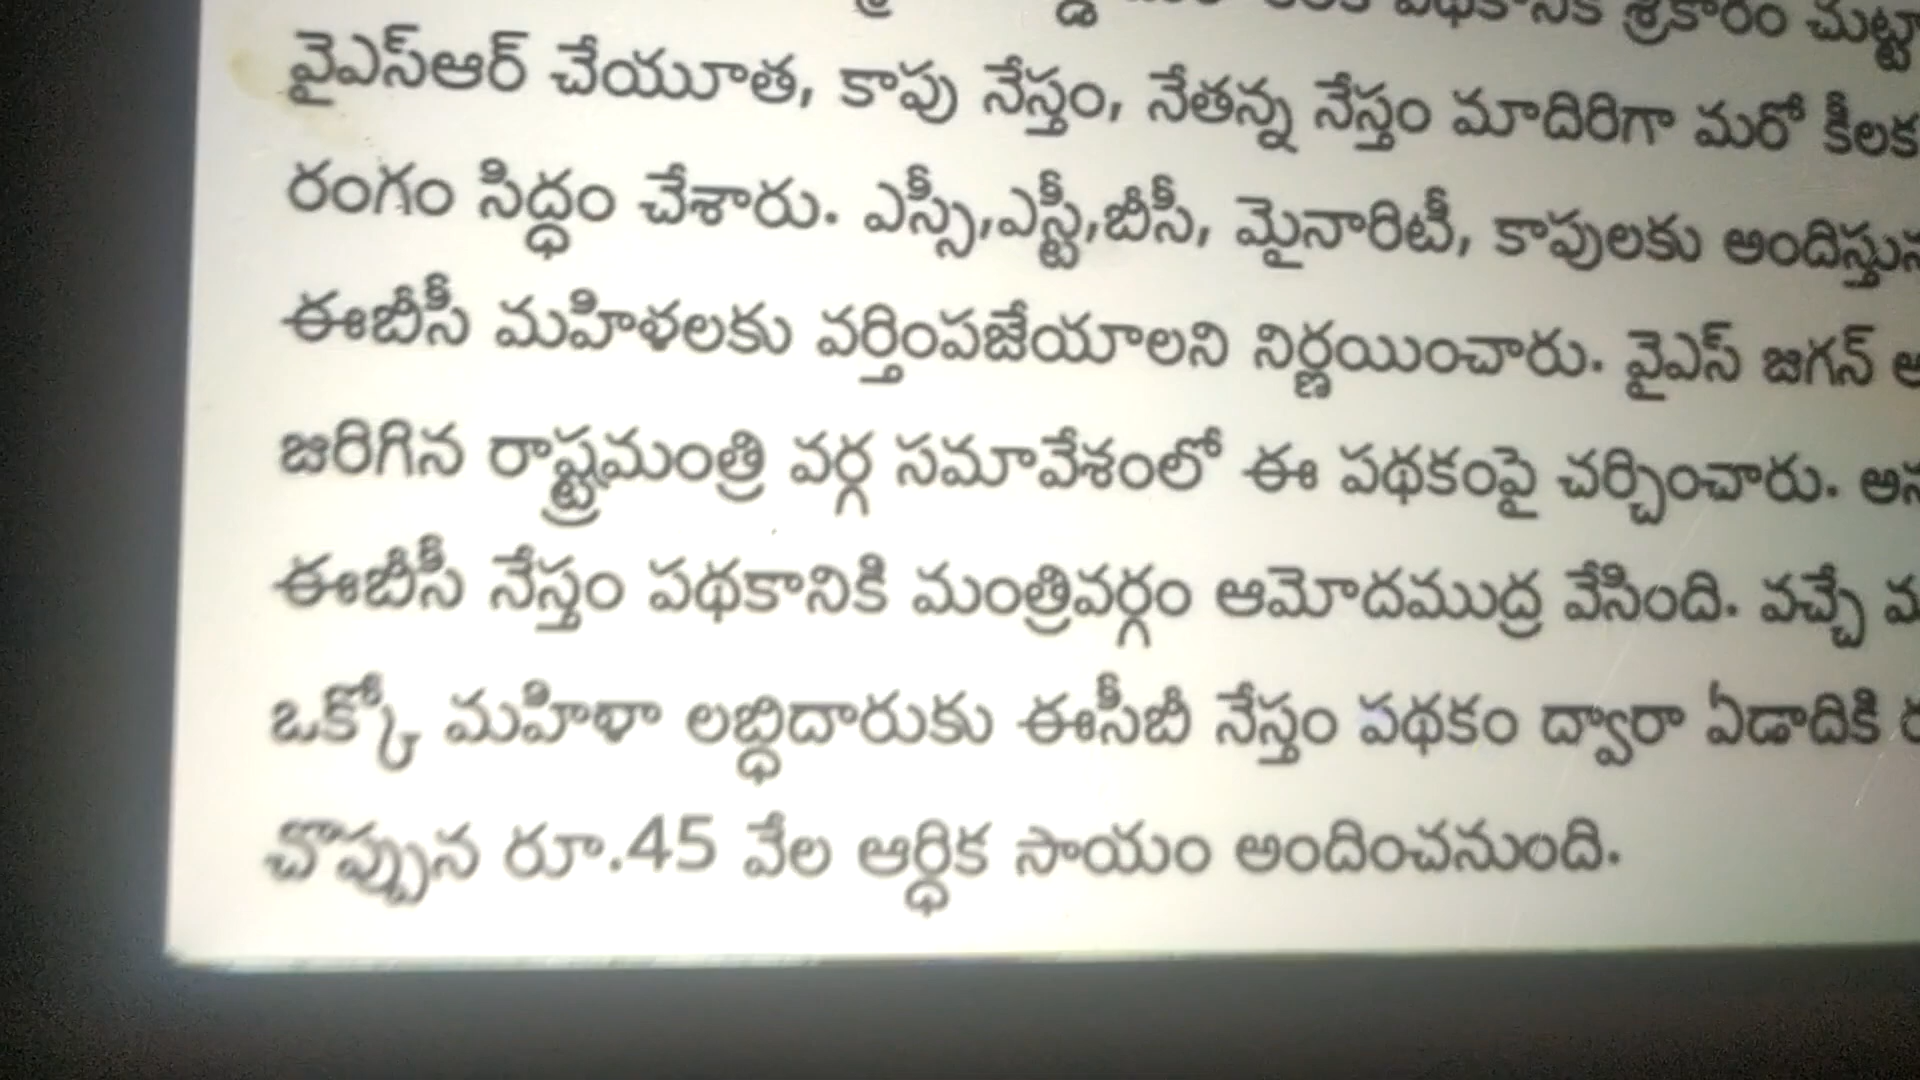 శ్రీకారం చుట్టా
వైఎస్ఆర్ చేయూత, కాపు నేస్తం, నేతన్న నేస్తం మాదిరిగా మరో కీలక
రంగం సిద్ధం చేశారు. ఎస్సీ,ఎస్టీ,బీసీ, మైనారిటీ, కాపులకు
ఈబీసీ మహిళలకు వర్తింపజేయాలని నిర్ణయించారు. వైఎస్ జగన్
జరిగిన రాష్ట్రమంత్రి వర్గ సమావేశంలో ఈ పథకంపై చర్చించారు.
ఈబీసీ నేస్తం పథకానికి మంత్రివర్గం ఆమోదముద్ర వేసింది. వచ్చే
ఒక్కో మహిళా లబ్ధిదారుకు ఈసీబీ నేస్తం పథకం ద్వారా ఏడాదికి
చొప్పున రూ.45 వేల ఆర్ధిక సాయం అందించనుంది.